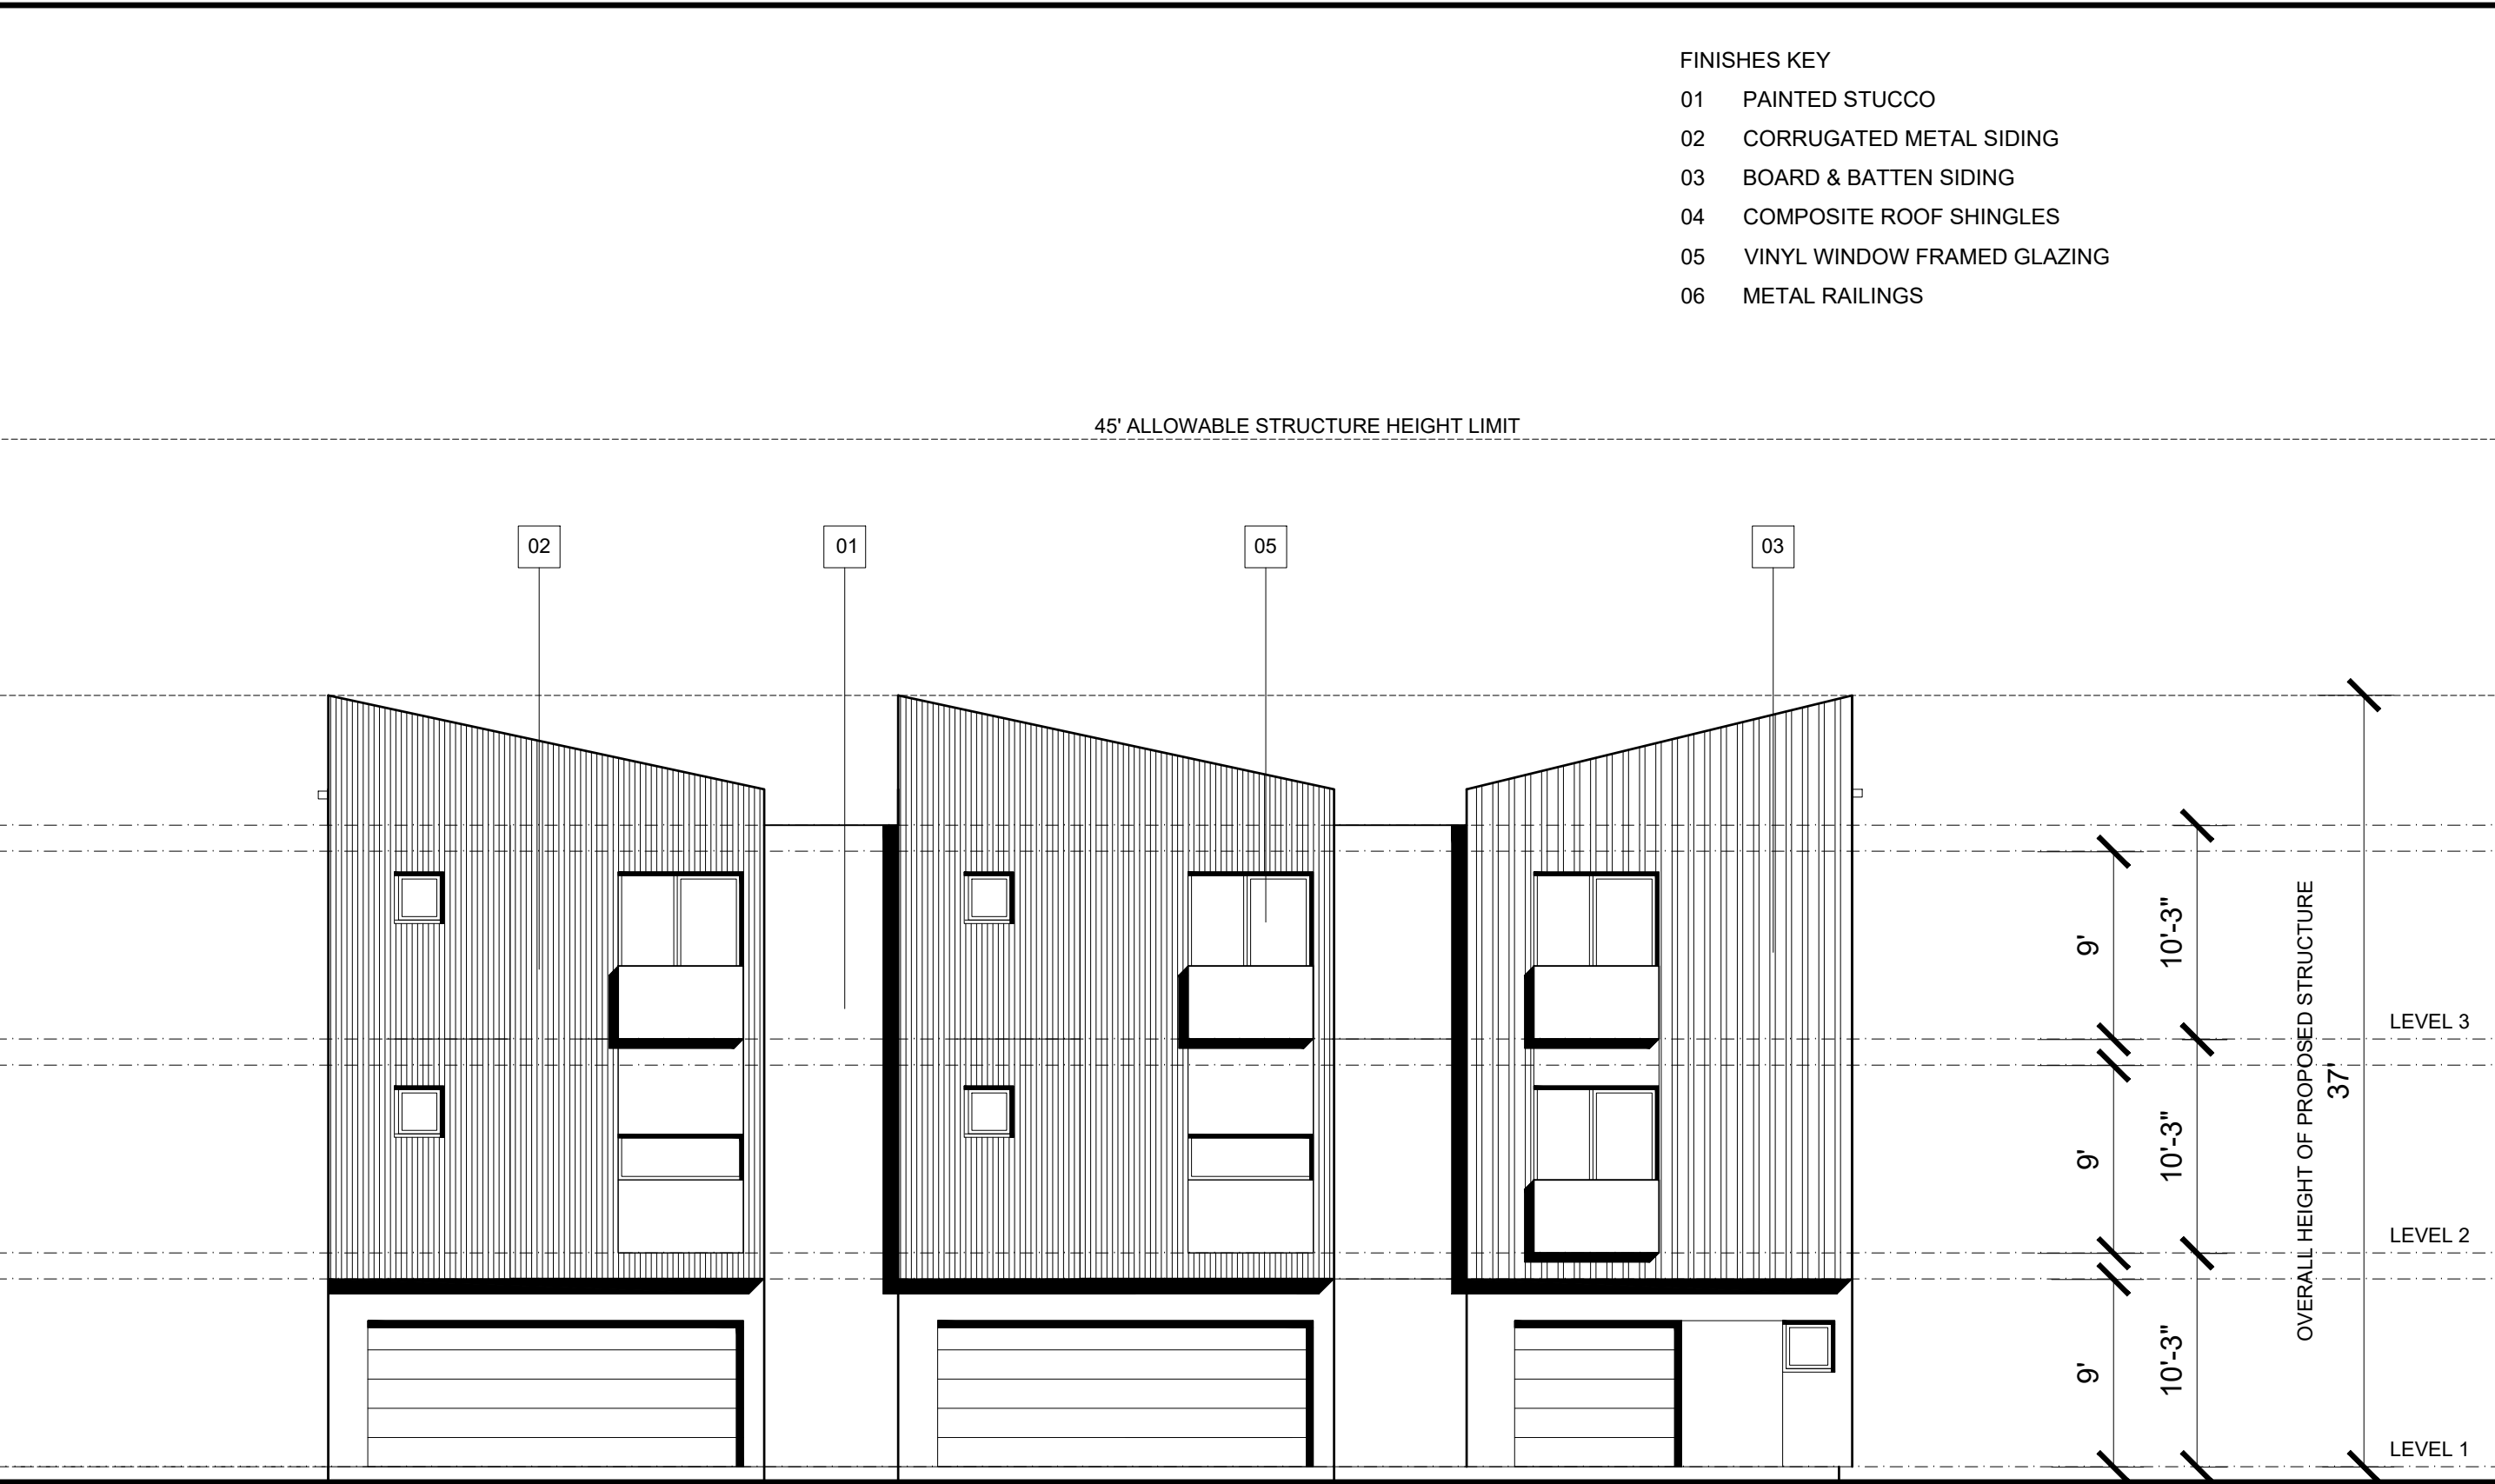 FINISHES KEY
01 PAINTED STUCCO
02 CORRUGATED METAL SIDING
03 BOARD & BATTEN SIDING
04 COMPOSITE ROOF SHINGLES
05 VINYL WINDOW FRAMED GLAZING
06 METAL RAILINGS
45' ALLOWABLE STRUCTURE HEIGHT LIMIT
02
01
05
03
9'
10'-3"
LEVEL 3
OVERALL HEIGHT OF PROPOSED STRUCTURE
37'
9'
10'-3"
LEVEL 2
9'
10'-3"
LEVEL 1